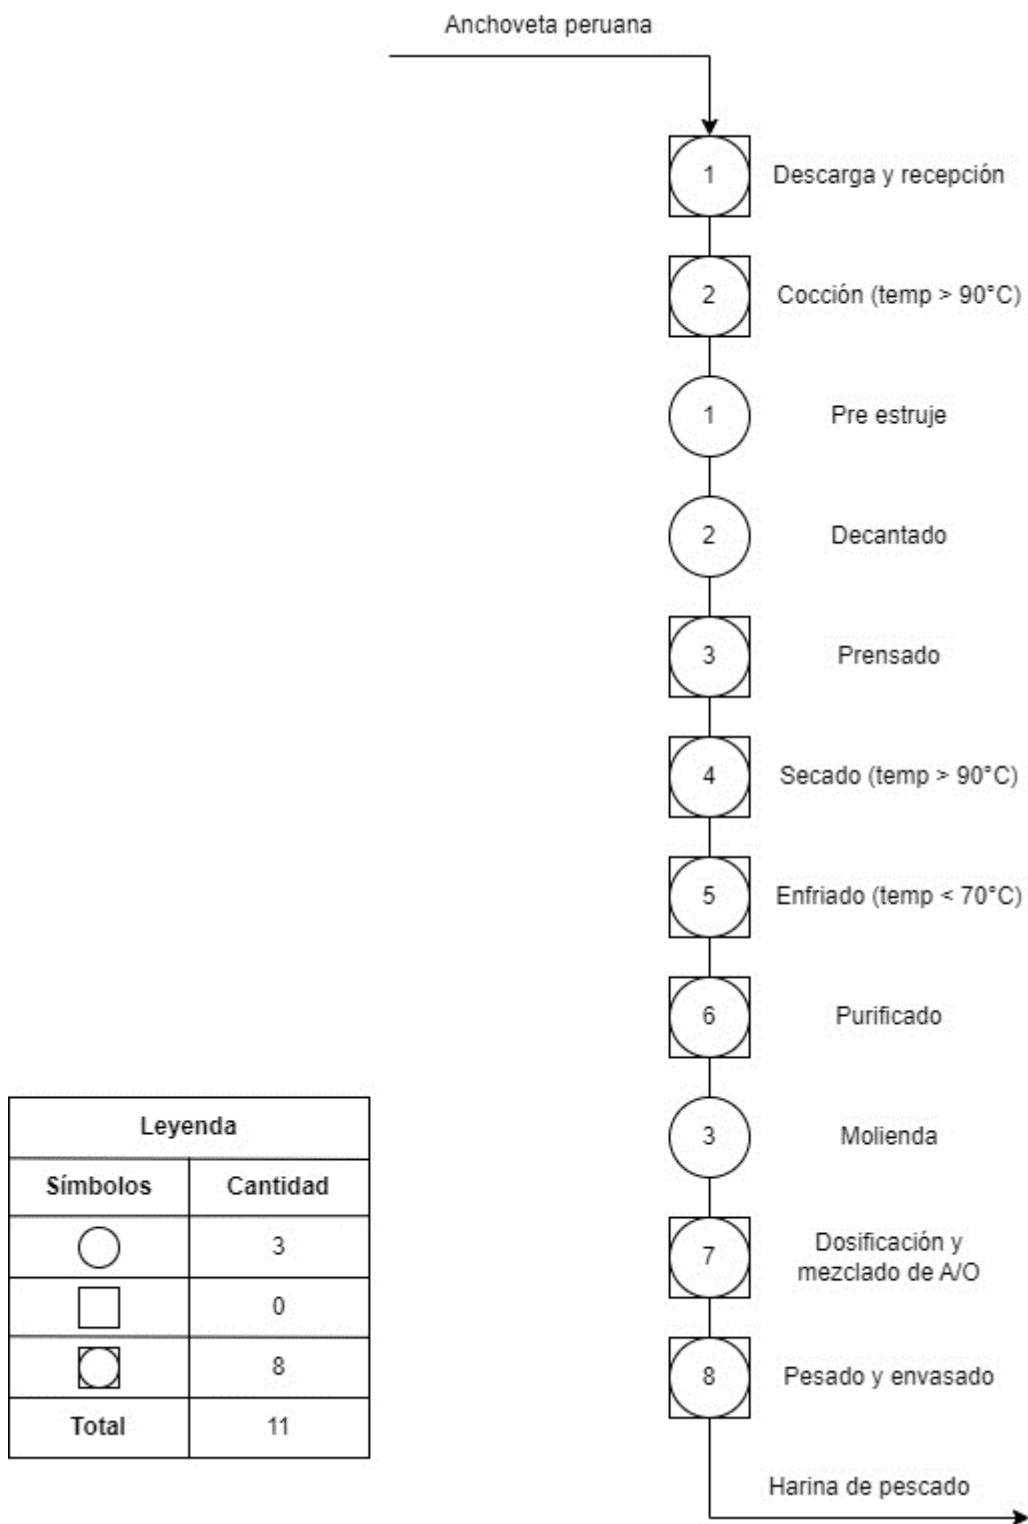 Anchoveta peruana
1 Descarga y recepción
2 Cocción (temp > 90°C)
1 Pre estruje
2 Decantado
3 Prensado
4 Secado (temp > 90°C)
5 Enfriado (temp < 70°C)
6 Purificado
3 Molienda
7 Dosificación y
mezclado de A/O
8 Pesado y envasado
Harina de pescado
Leyenda
Símbolos Cantidad
3
0
8
Total 11